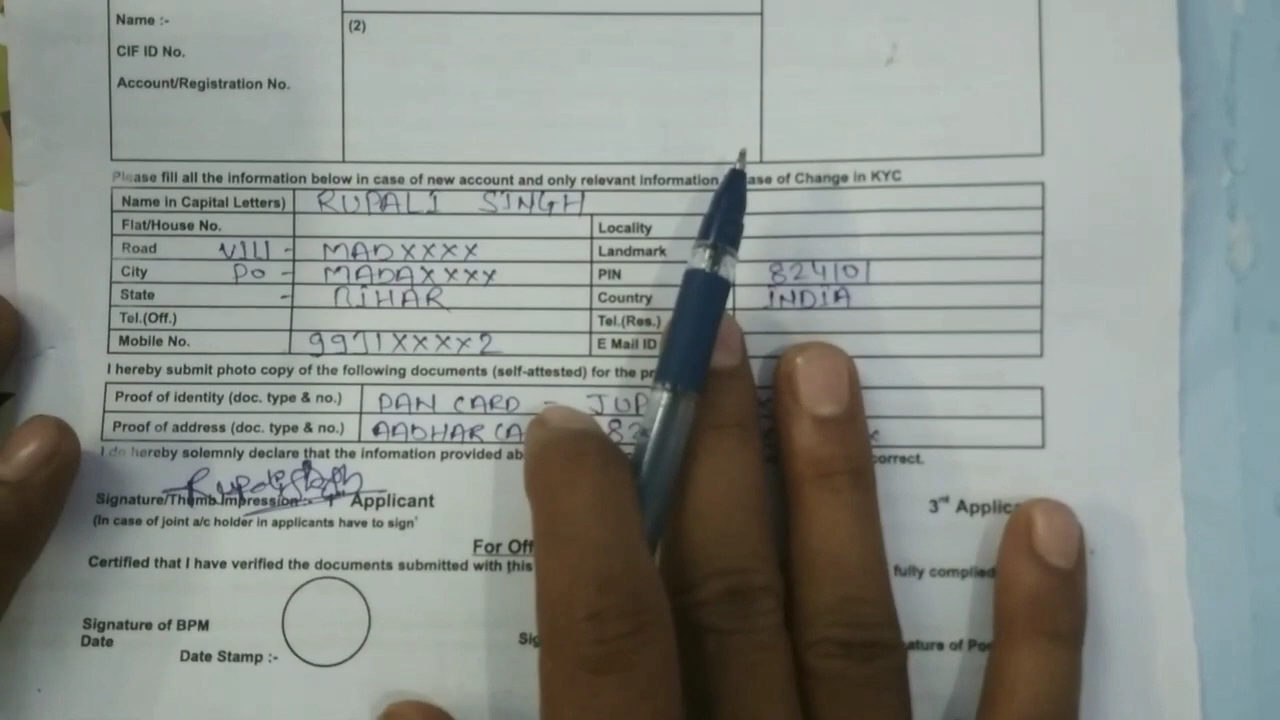 Name :-
(2)
CIF ID No.
Account/Registration No.
Please fill all the information below in case of new account and only relevant information ase of Change in KYC
Name in Capital Letters) RUPALI SINGH
Flat/House No. Locality
Road VIll - MADXXXX Landmark
City Po - MADAXXXX PIN 824101
State - BIHAR Country INDIA
Tel.(Off.) Tel.(Res.)
Mobile No. 9931XXXX2 E Mail ID
I hereby submit photo copy of the following documents (self-attested) for the pr
Proof of identity (doc. type & no.) PAN CARD - JUP
Proof of address (doc. type & no.) AADHAR CA 82
I do hereby solemnly declare that the infomation provided ab correct.
Signature/Thumb Impression Applicant 3rd Applic
(In case of joint a/c holder in applicants have to sign
For Off
Certified that I have verified the documents submitted with this fully complied
Signature of BPM Sig ature of Po
Date
Date Stamp :-